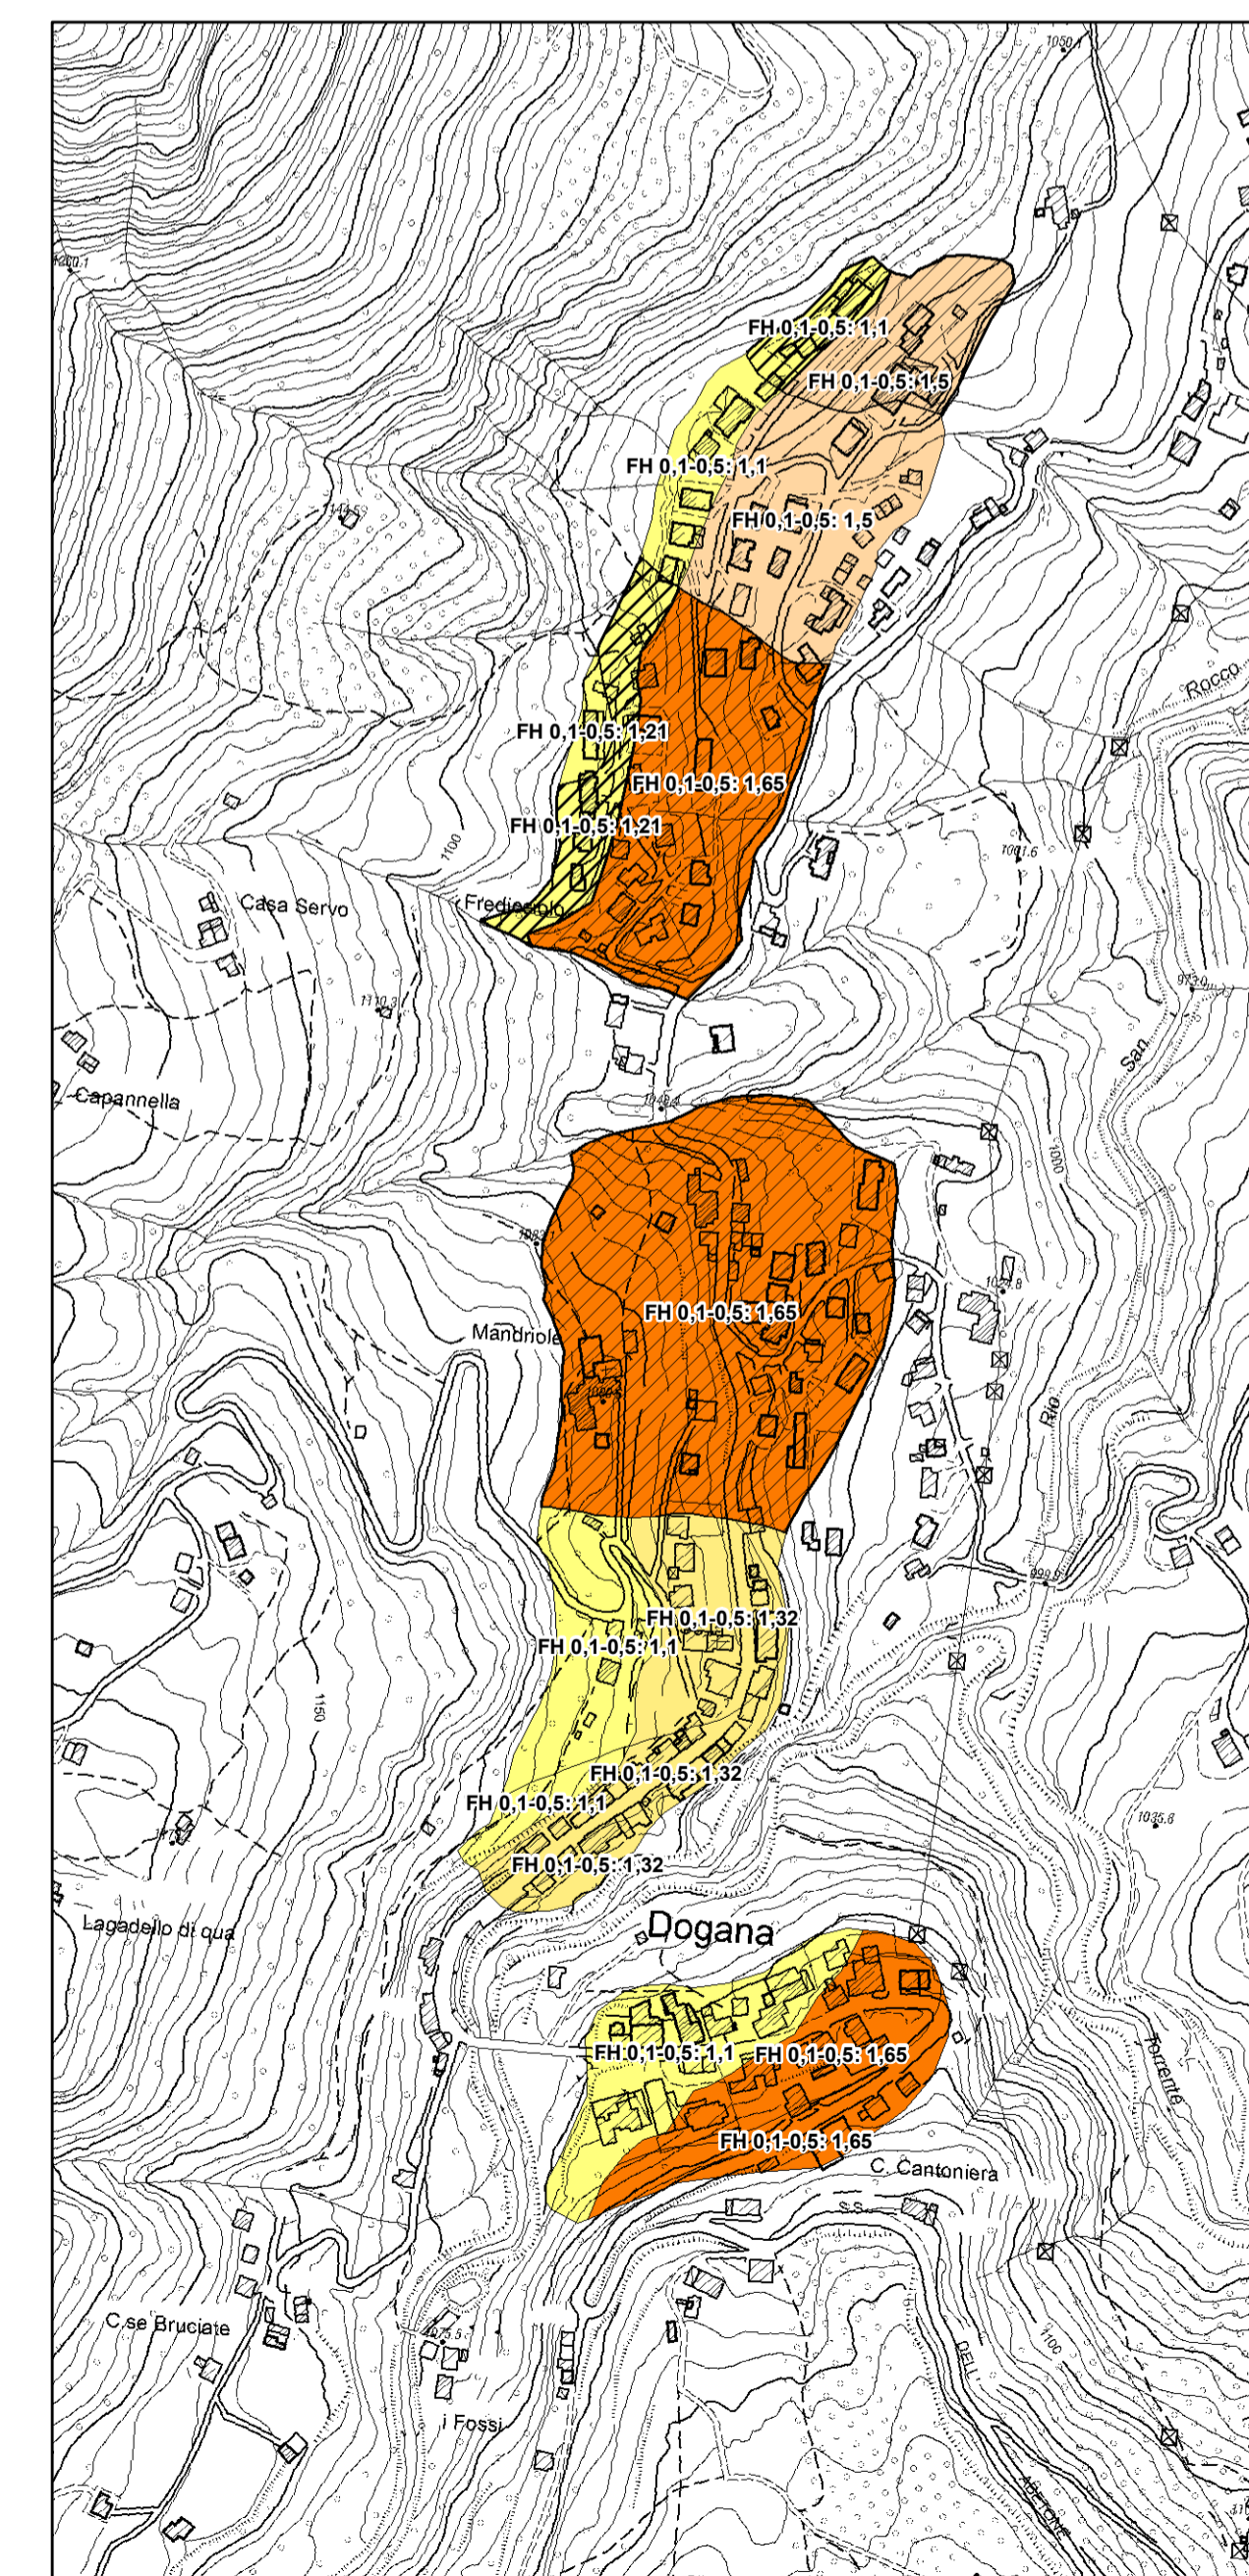 1050.1
FH 0,1-0,5: 1,1
FH 0,1-0,5: 1,5
FH 0,1-0,5: 1,1
FH 0,1-0,5: 1,5
Rocco
FH 0,1-0,5: 1,21
FH 0,1-0,5: 1,65
FH 0,1-0,5: 1,21
1100
Casa Servo
973.0
San
Capannella
1000
FH 0,1-0,5: 1,65
Mandriole
Rio
FH 0,1-0,5: 1,32
FH 0,1-0,5: 1,1
1150
FH 0,1-0,5: 1,32
FH 0,1-0,5: 1,1
1035.8
FH 0,1-0,5: 1,32
Lagadello di qua
Dogana
FH 0,1-0,5: 1,1
FH 0,1-0,5: 1,65
Torrente
FH 0,1-0,5: 1,65
C. Cantoniera
S.S.
C.se Bruciate
1100
DELL'
i Fossi
ABETONE